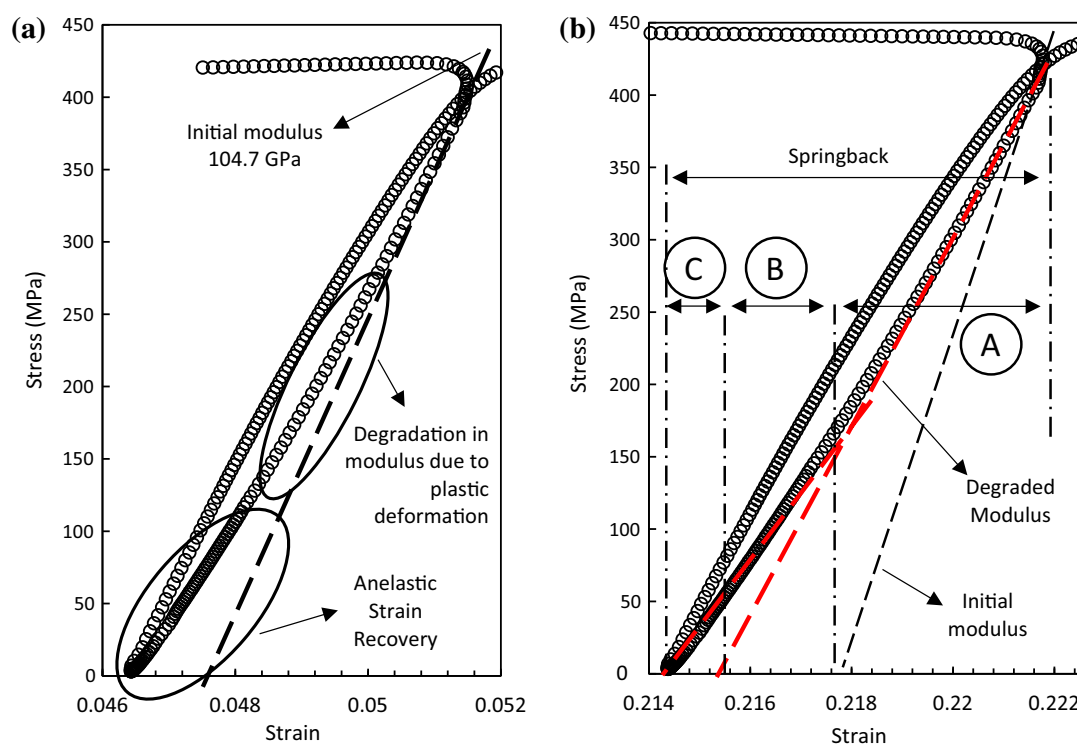 (a)
450
400
350
300
250
200
150
100
50
0
Stress (MPa)
0.046
0.048
0.05
0.052
Strain
Initial modulus
104.7 GPa
Degradation in
modulus due to
plastic
deformation
Anelastic
Strain
Recovery
(b)
450
400
350
300
250
200
150
100
50
0
Stress (MPa)
0.214
0.216
0.218
0.22
0.222
Strain
Springback
C
B
A
Degraded
Modulus
Initial
modulus